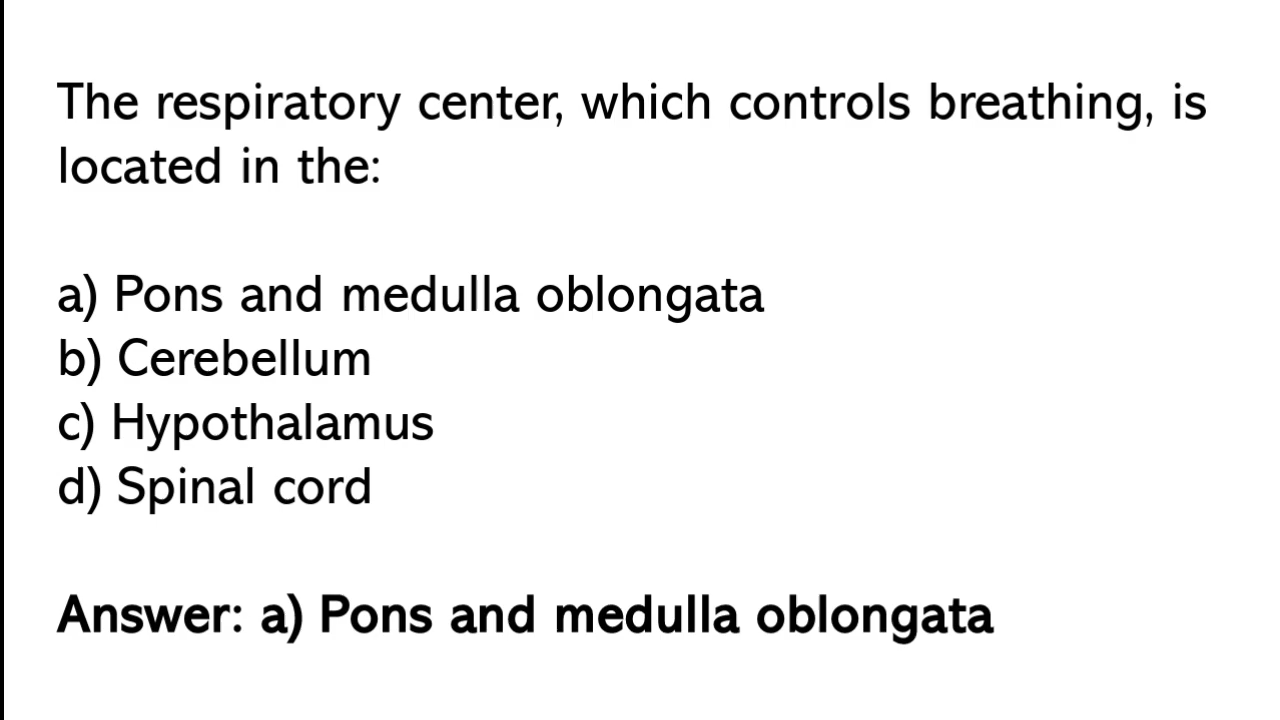 The respiratory center, which controls breathing, is
located in the:
a) Pons and medulla oblongata
b) Cerebellum
c) Hypothalamus
d) Spinal cord
Answer: a) Pons and medulla oblongata